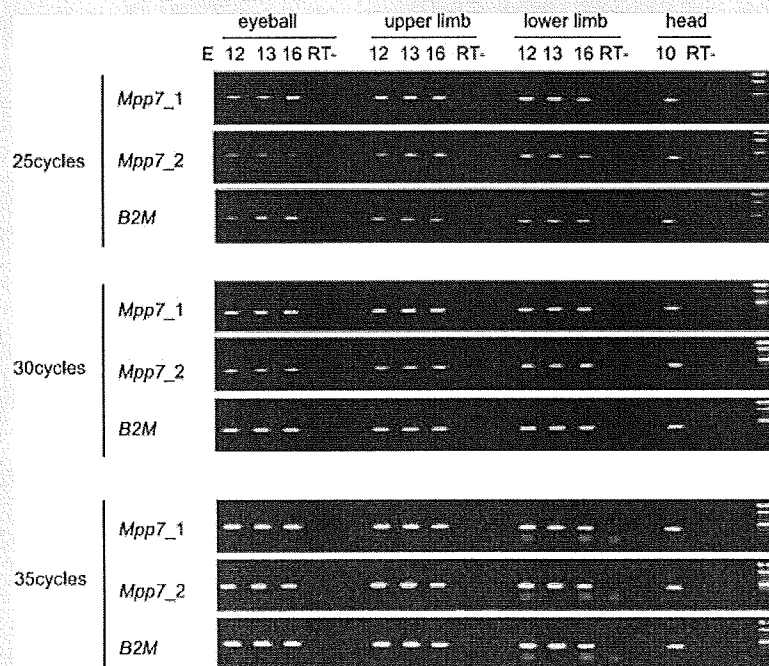 eyeball upper limb lower limb head
E 12 13 16 RT- 12 13 16 RT- 12 13 16 RT- 10 RT-
25cycles
Mpp7_1
Mpp7_2
B2M
30cycles
Mpp7_1
Mpp7_2
B2M
35cycles
Mpp7_1
Mpp7_2
B2M